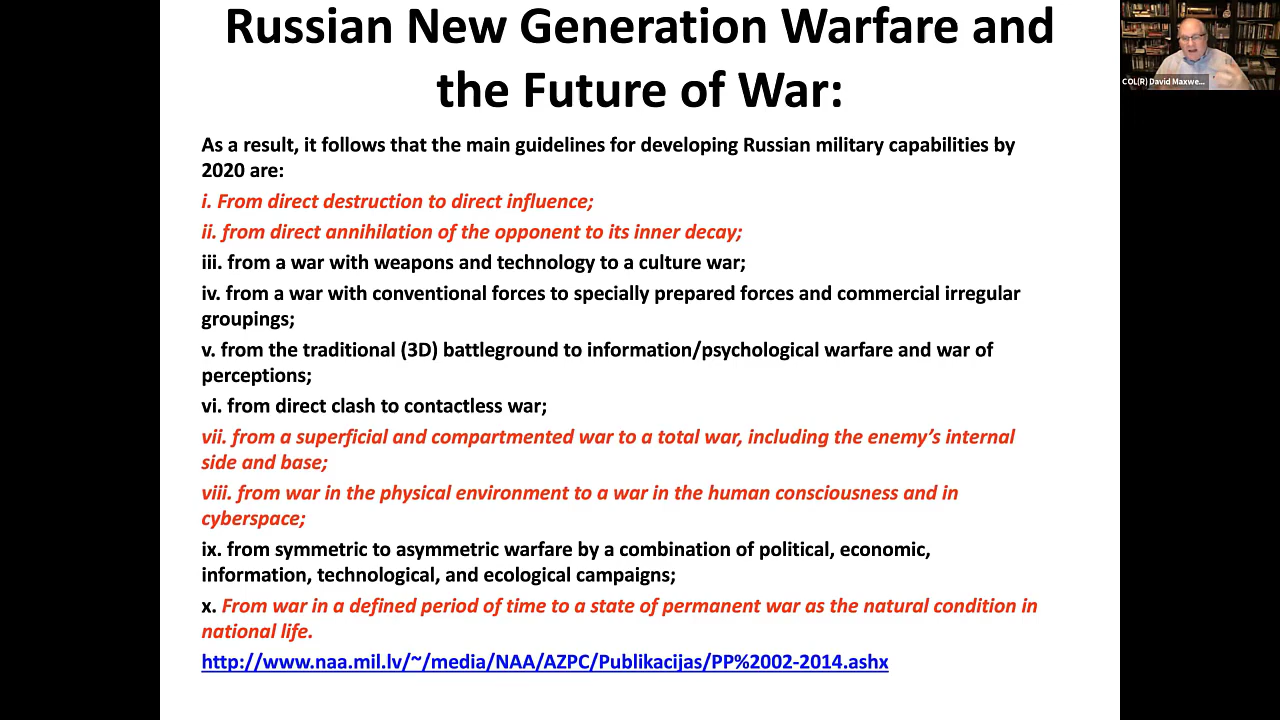 Russian New Generation Warfare and
the Future of War:
As a result, it follows that the main guidelines for developing Russian military capabilities by
2020 are:
i. From direct destruction to direct influence;
ii. from direct annihilation of the opponent to its inner decay;
iii. from a war with weapons and technology to a culture war;
iv. from a war with conventional forces to specially prepared forces and commercial irregular
groupings;
v. from the traditional (3D) battleground to information/psychological warfare and war of
perceptions;
vi. from direct clash to contactless war;
vii. from a superficial and compartmented war to a total war, including the enemy’s internal
side and base;
viii. from war in the physical environment to a war in the human consciousness and in
cyberspace;
ix. from symmetric to asymmetric warfare by a combination of political, economic,
information, technological, and ecological campaigns;
x. From war in a defined period of time to a state of permanent war as the natural condition in
national life.
http://www.naa.mil.lv/~/media/NAA/AZPC/Publikacijas/PP%2002-2014.ashx
COL(R) David Maxwe...